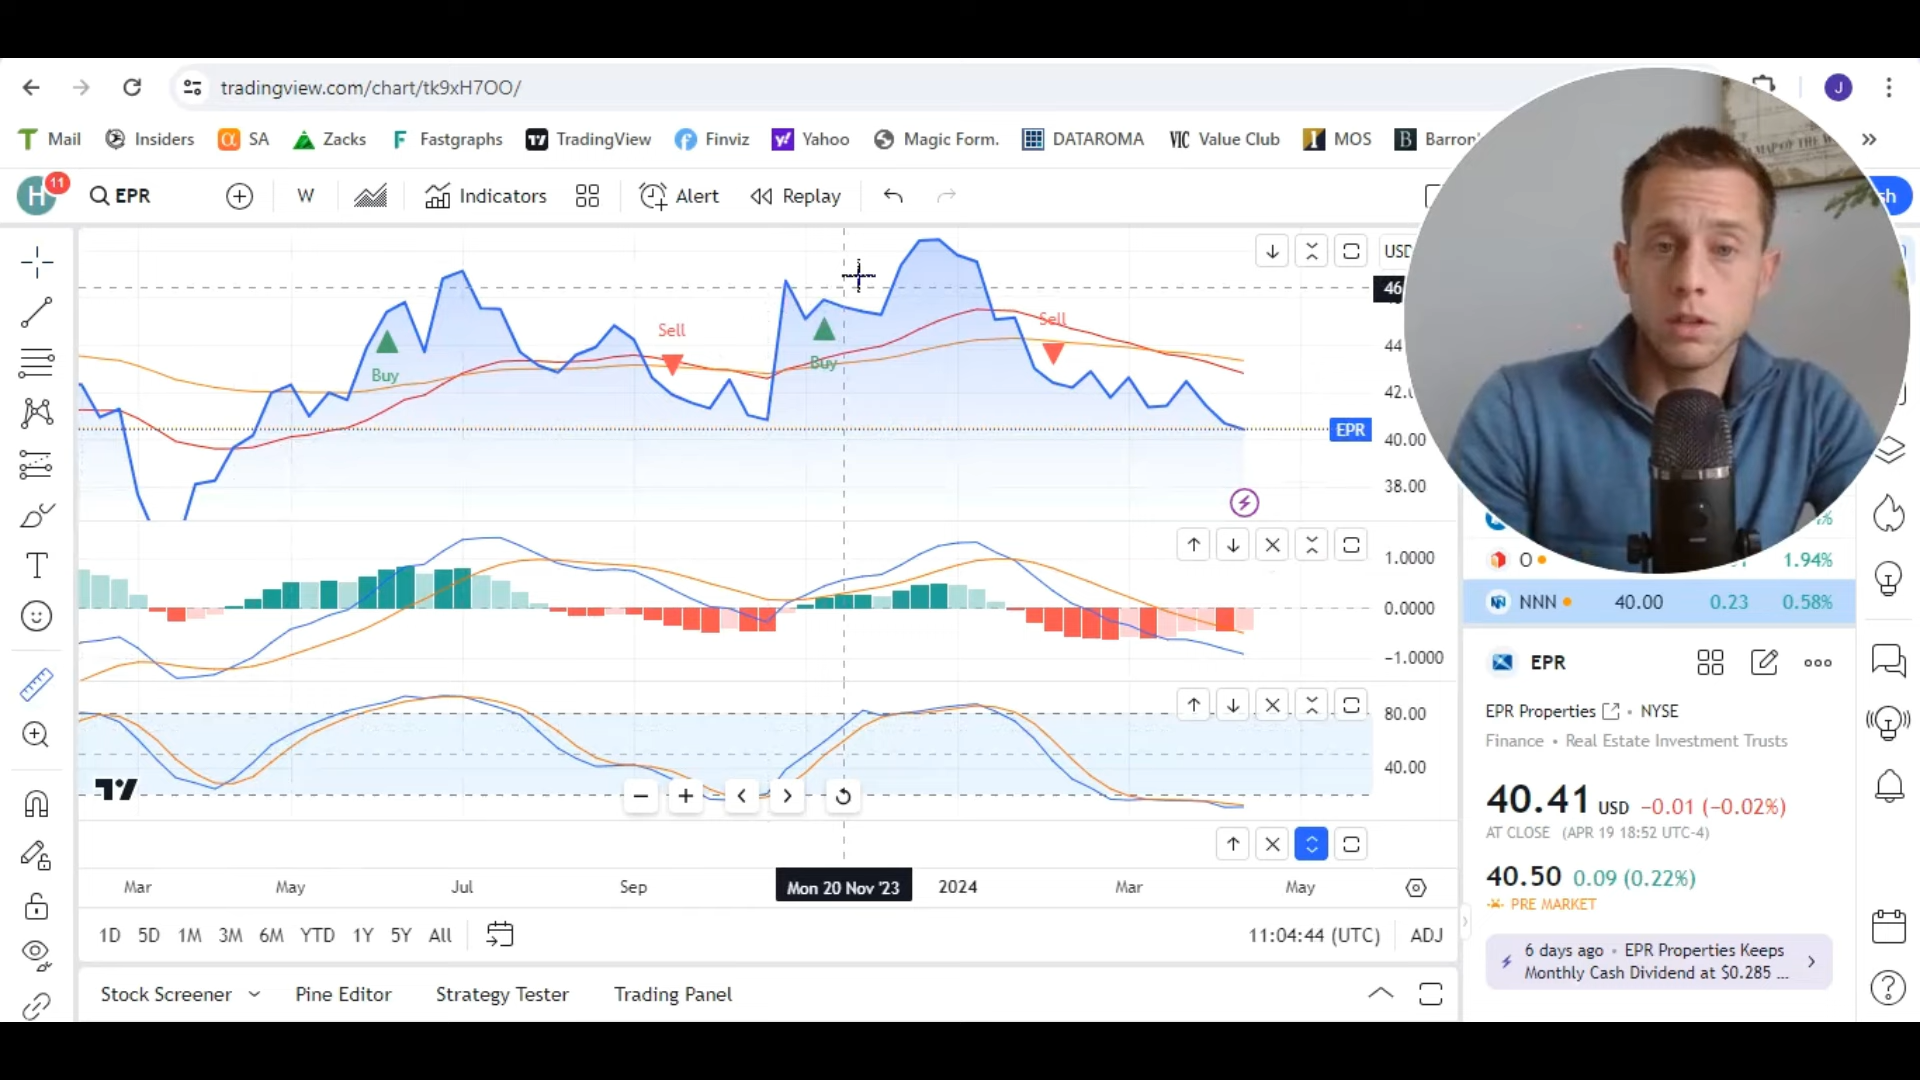 tradingview.com/chart/tk9xH7OO/
J
Mail
Insiders
SA
Zacks
Fastgraphs
TradingView
Finviz
Yahoo
Magic Form.
DATAROMA
VIC Value Club
MOS
Barron'
H
11
EPR
W
Indicators
Alert
Replay
sh
USD
46
44
42.
40.00
38.00
Buy
Sell
Buy
Sell
EPR
1.0000
0.0000
−1.0000
80.00
40.00
Mar
May
Jul
Sep
Mon 20 Nov '23
2024
Mar
May
1D 5D 1M 3M 6M YTD 1Y 5Y All
11:04:44 (UTC)
ADJ
Stock Screener
Pine Editor
Strategy Tester
Trading Panel
O
1.94%
NNN 40.00 0.23 0.58%
EPR
EPR Properties • NYSE
Finance • Real Estate Investment Trusts
40.41 USD −0.01 (−0.02%)
AT CLOSE (APR 19 18:52 UTC-4)
40.50 0.09 (0.22%)
PRE MARKET
6 days ago • EPR Properties Keeps
Monthly Cash Dividend at $0.285 ...